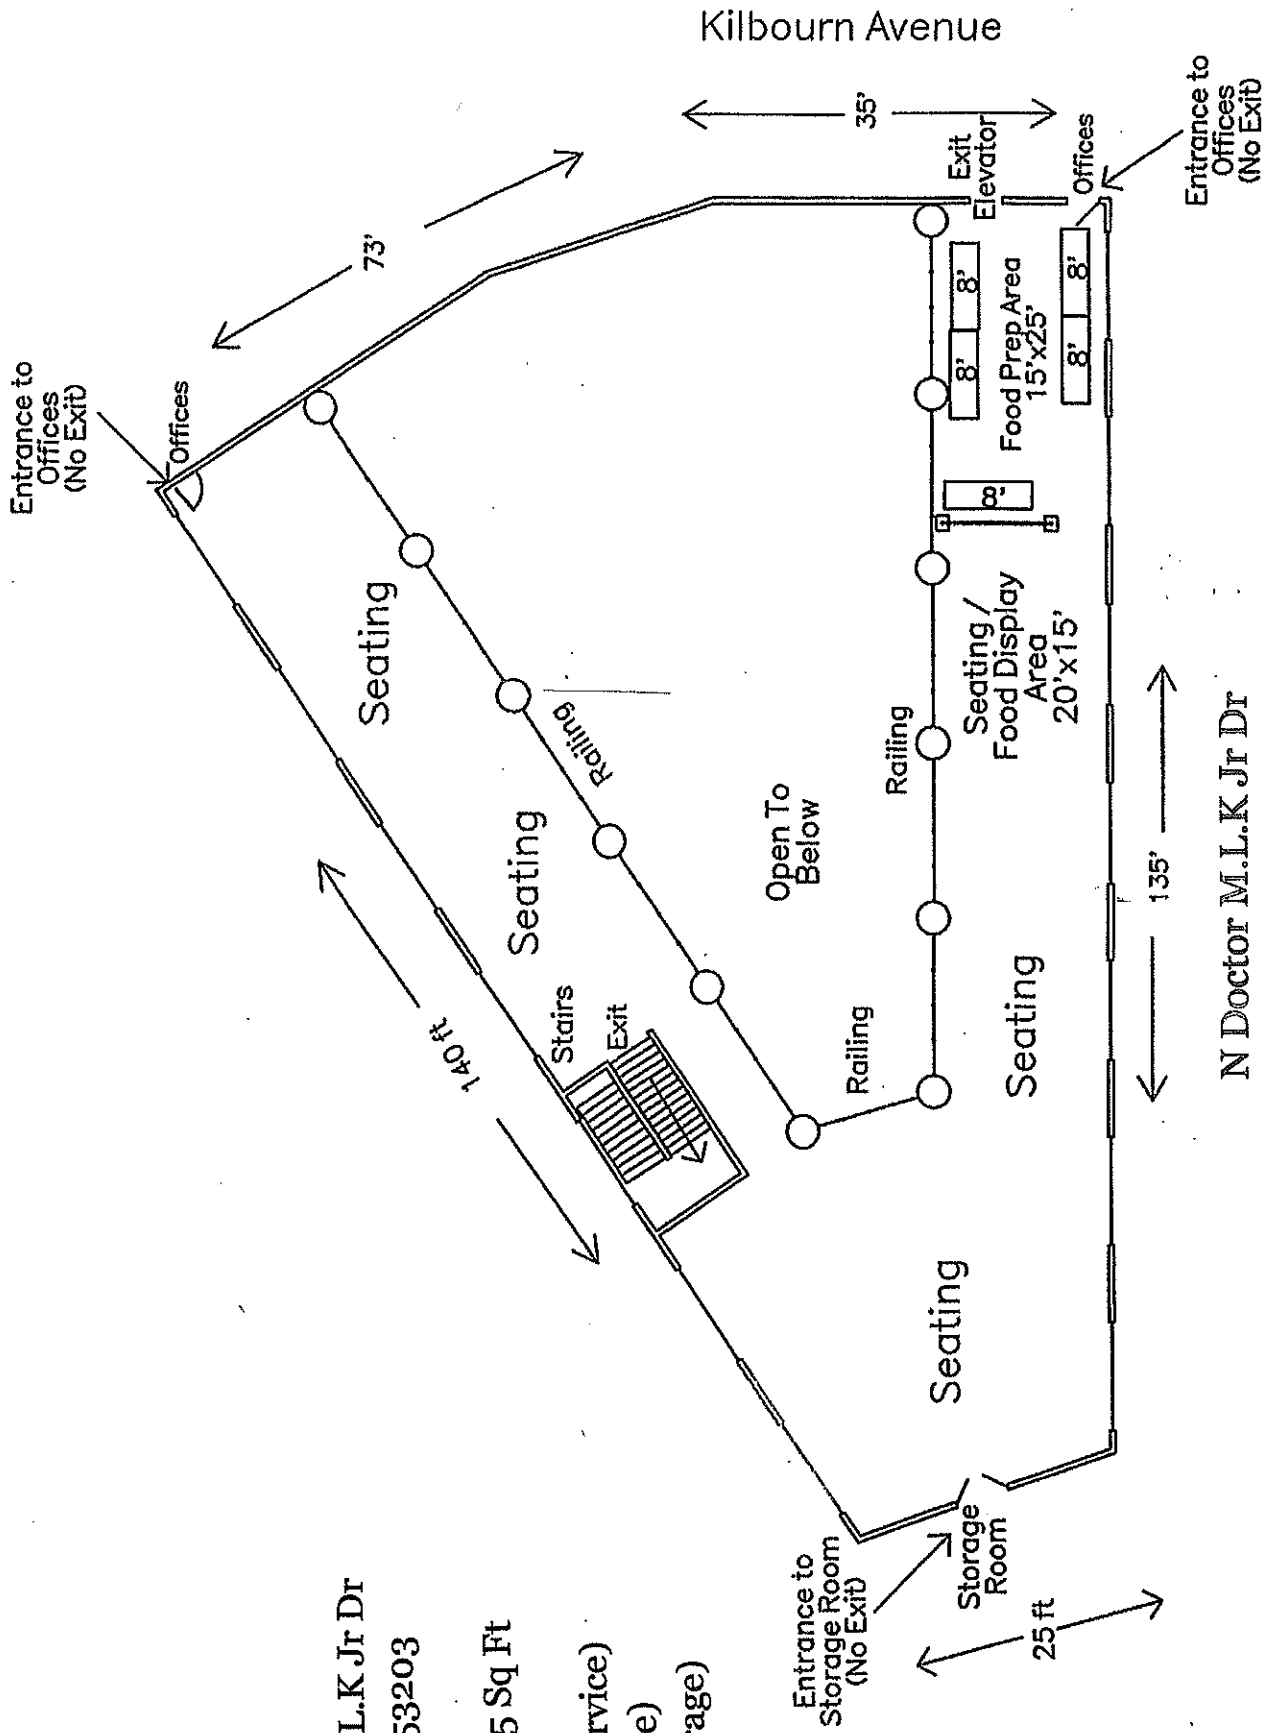 Kilbourn Avenue
Entrance to
Offices
(No Exit)
Offices
73'
35'
Exit
Elevator
Offices
Entrance to
Offices
(No Exit)
8'
8'
Food Prep Area
15'x25'
8'
8'
8'
Seating
Railing
Seating /
Food Display
Area
20'x15'
Railing
Seating
Open To
Below
135'
N Doctor M.L.K Jr Dr
140 ft
Stairs
Exit
Railing
Seating
Seating
Entrance to
Storage Room
(No Exit)
Storage
Room
25 ft
L.K Jr Dr
53203
5 Sq Ft
rvice)
e)
rage)